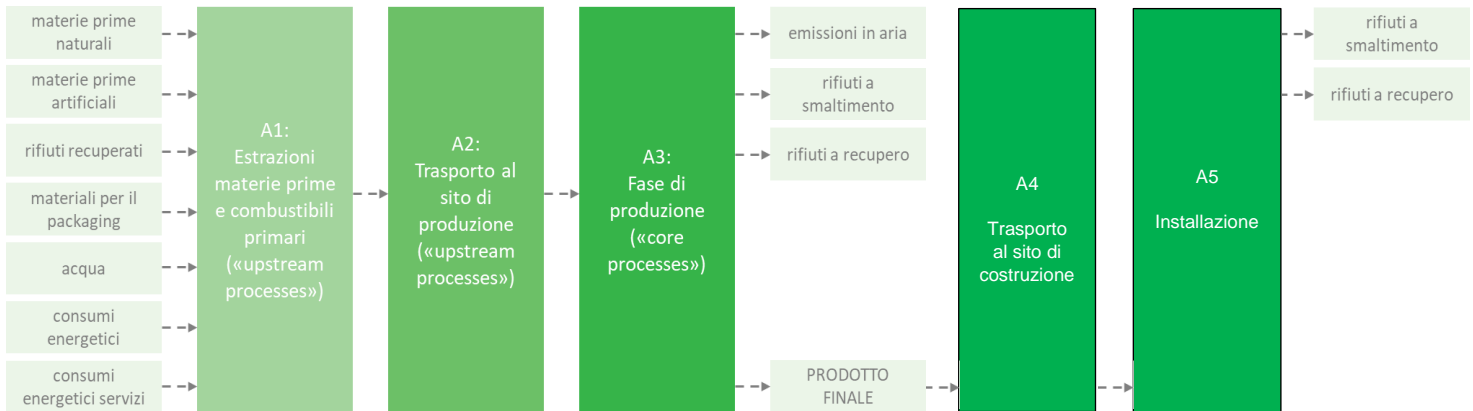 materie prime
naturali
materie prime
artificiali
rifiuti recuperati
materiali per il
packaging
acqua
consumi
energetici
consumi
energetici servizi
A1:
Estrazioni
materie prime
e combustibili
primari
(«upstream
processes»)
A2:
Trasporto al
sito di
produzione
(«upstream
processes»)
A3:
Fase di
produzione
(«core
processes»)
emissioni in aria
rifiuti a
smaltimento
rifiuti a recupero
PRODOTTO
FINALE
A4
Trasporto
al sito di
costruzione
A5
Installazione
rifiuti a
smaltimento
rifiuti a recupero